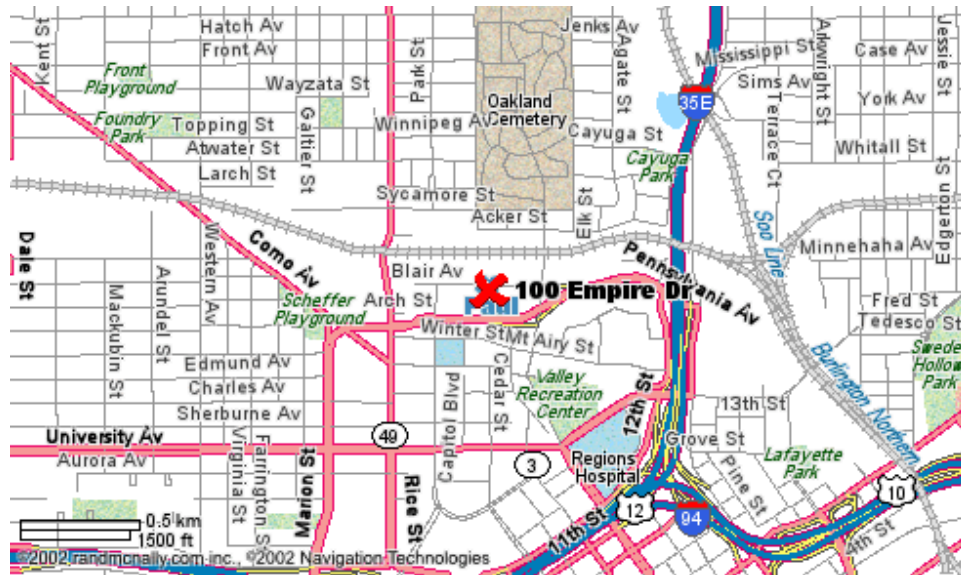 Hatch Av
Jenks Av
Front Av
Kent St
Park St
Agate St
Mississippi St
Arkwright St
Case Av
Jessie St
Front
Playground
Wayzata St
Sims Av
York Av
35E
Oakland
Cemetery
Foundry
Park
Topping St
Galtier St
Winnipeg Av
Cayuga St
Terrace Ct
Atwater St
Whitall St
Larch St
Cayuga
Park
Sycamore St
Acker St
Elk St
Edgerton St
Dale St
Western Av
Como Av
Soo Line
Minnehaha Av
Blair Av
Pennsylvania Av
100 Empire Dr
Paul
Mackubin St
Arundel St
Scheffer
Playground
Arch St
Fred St
Tedesco St
Winter St
Mt Airy St
Burlington Northern
Swede
Hollow
Park
Edmund Av
Charles Av
Sherburne Av
Capitol Blvd
Cedar St
Valley
Recreation
Center
12th St
13th St
University Av
49
Grove St
Aurora Av
Virginia St
Farrington St
Marion St
Rice St
3
Regions
Hospital
Lafayette
Park
Pine St
10
12
94
11th St
4th St
0.5 km
1500 ft
©2002 randmcnally.com inc., ©2002 Navigation Technologies